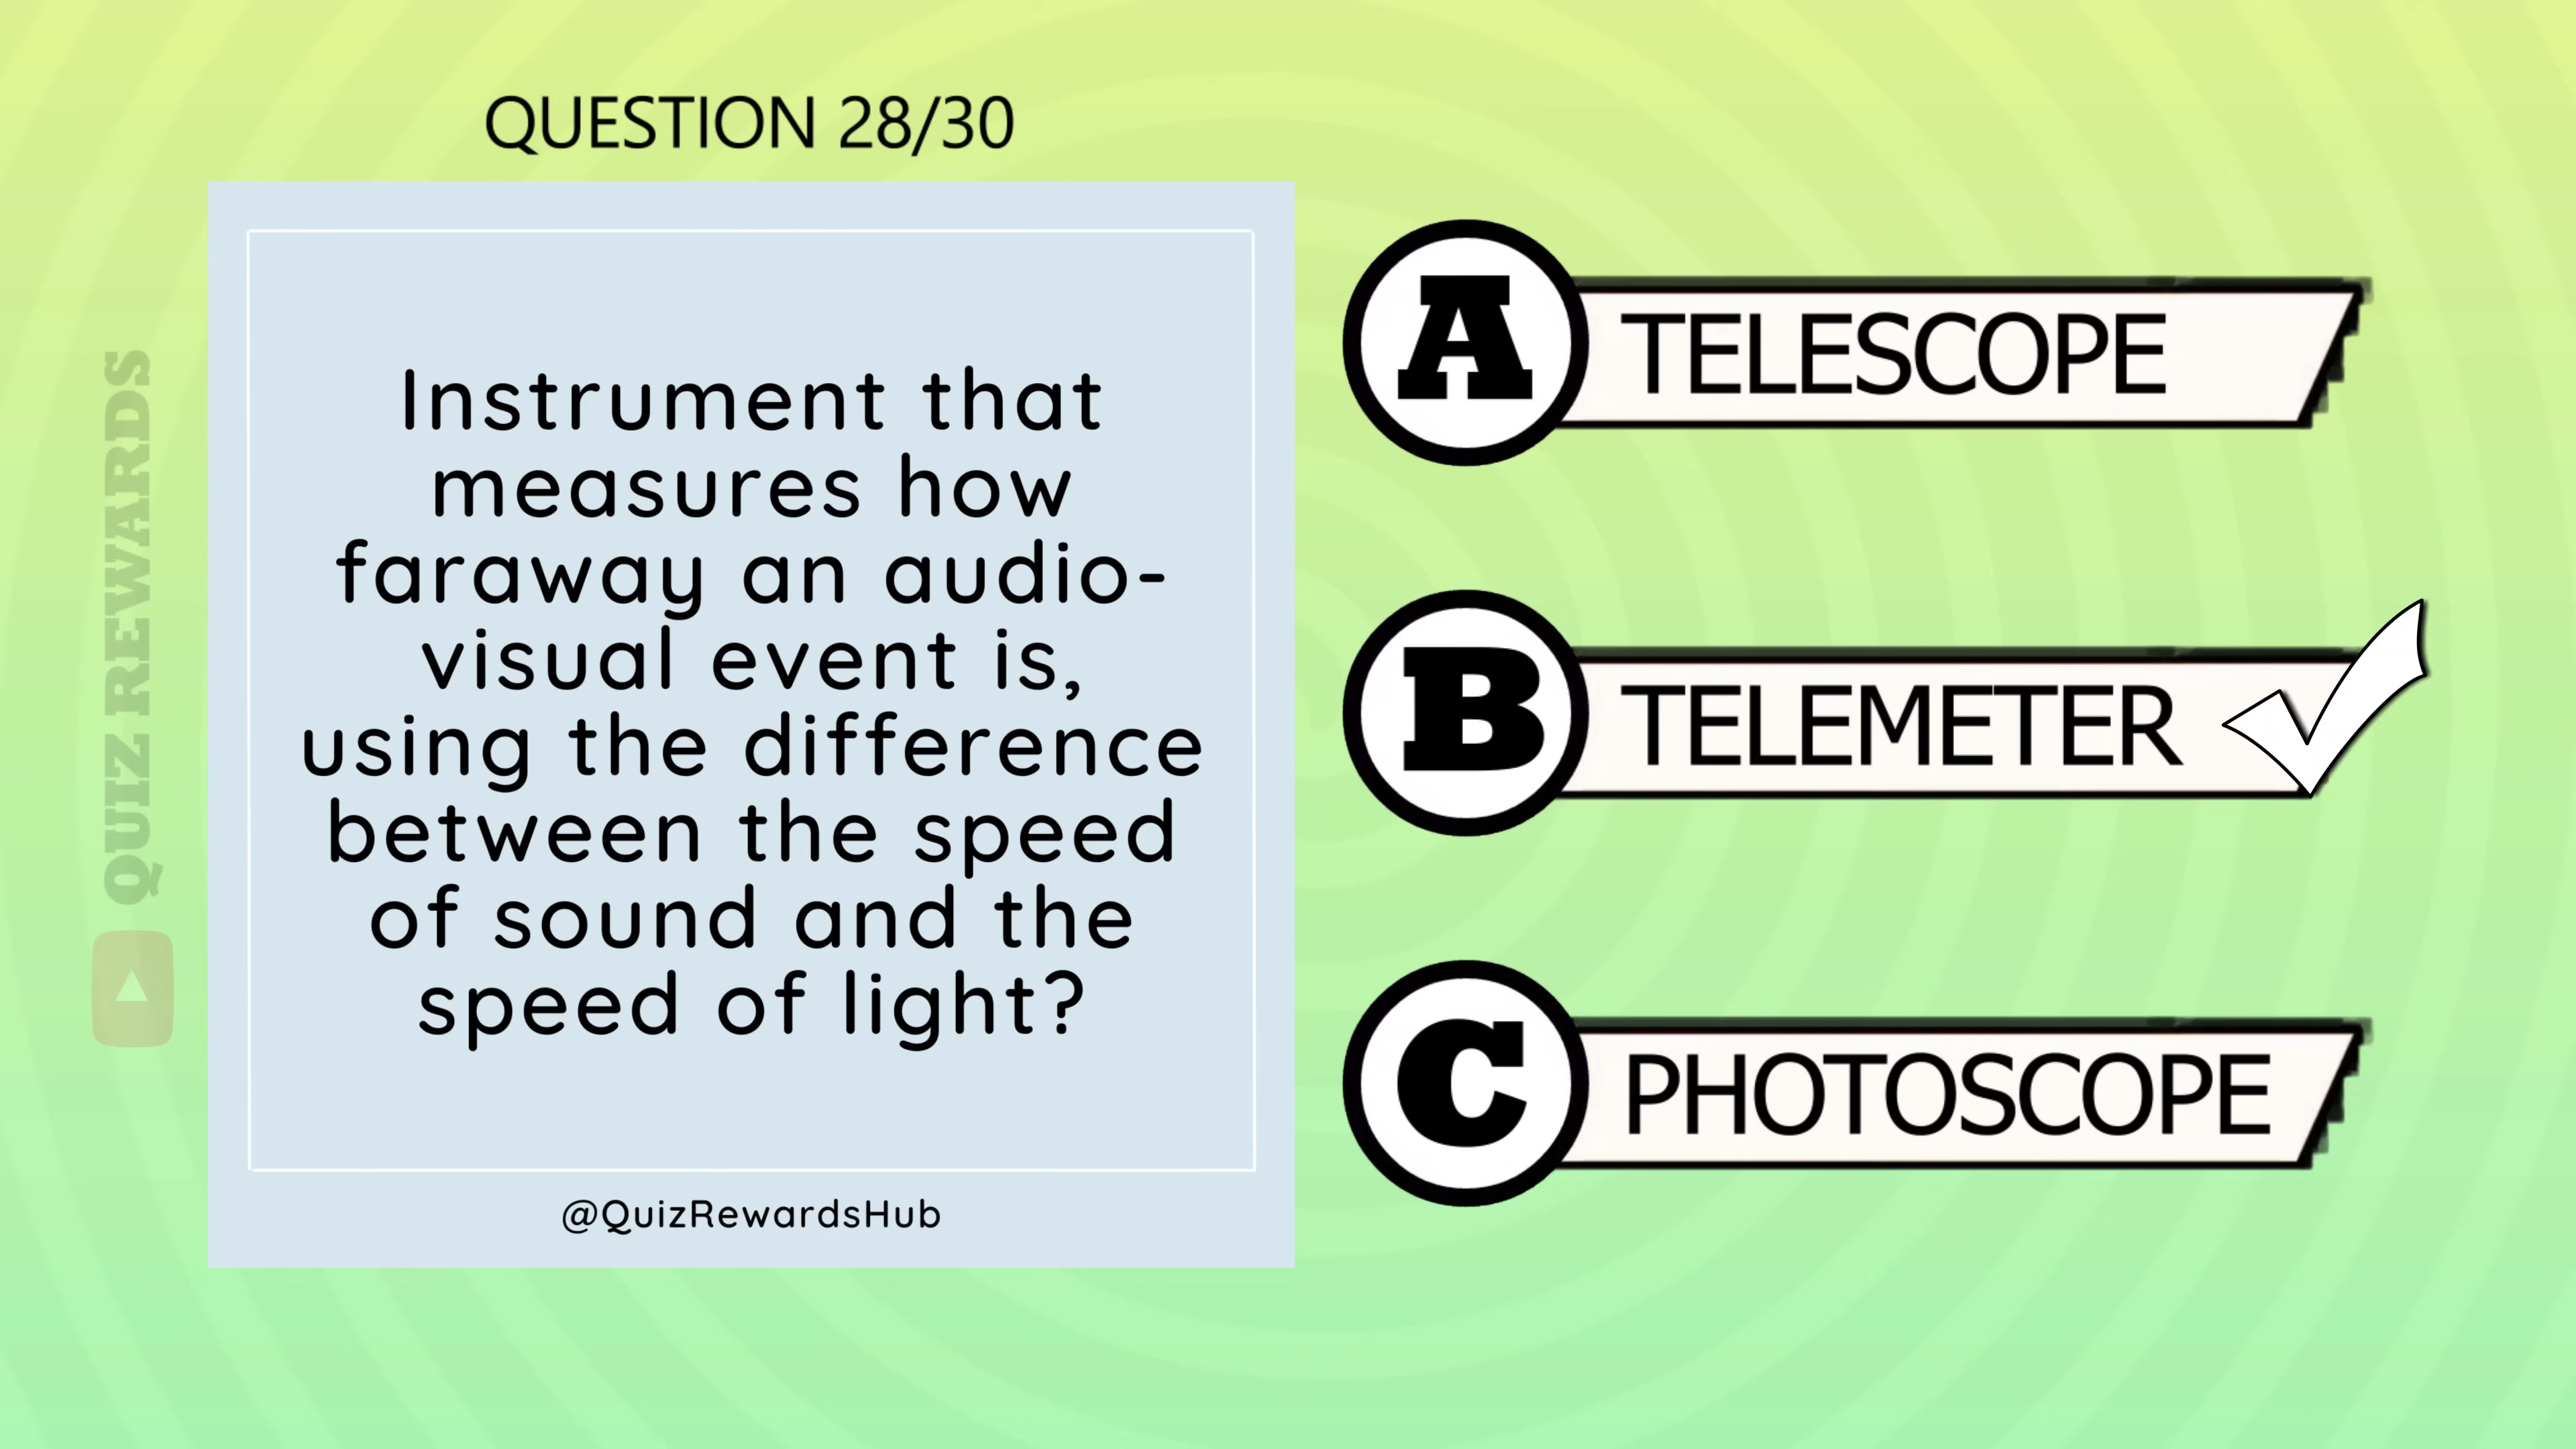 QUESTION 28/30
Instrument that
measures how
faraway an audio-
visual event is,
using the difference
between the speed
of sound and the
speed of light?
@QuizRewardsHub
A TELESCOPE
B TELEMETER
C PHOTOSCOPE
QUIZ REWARDS